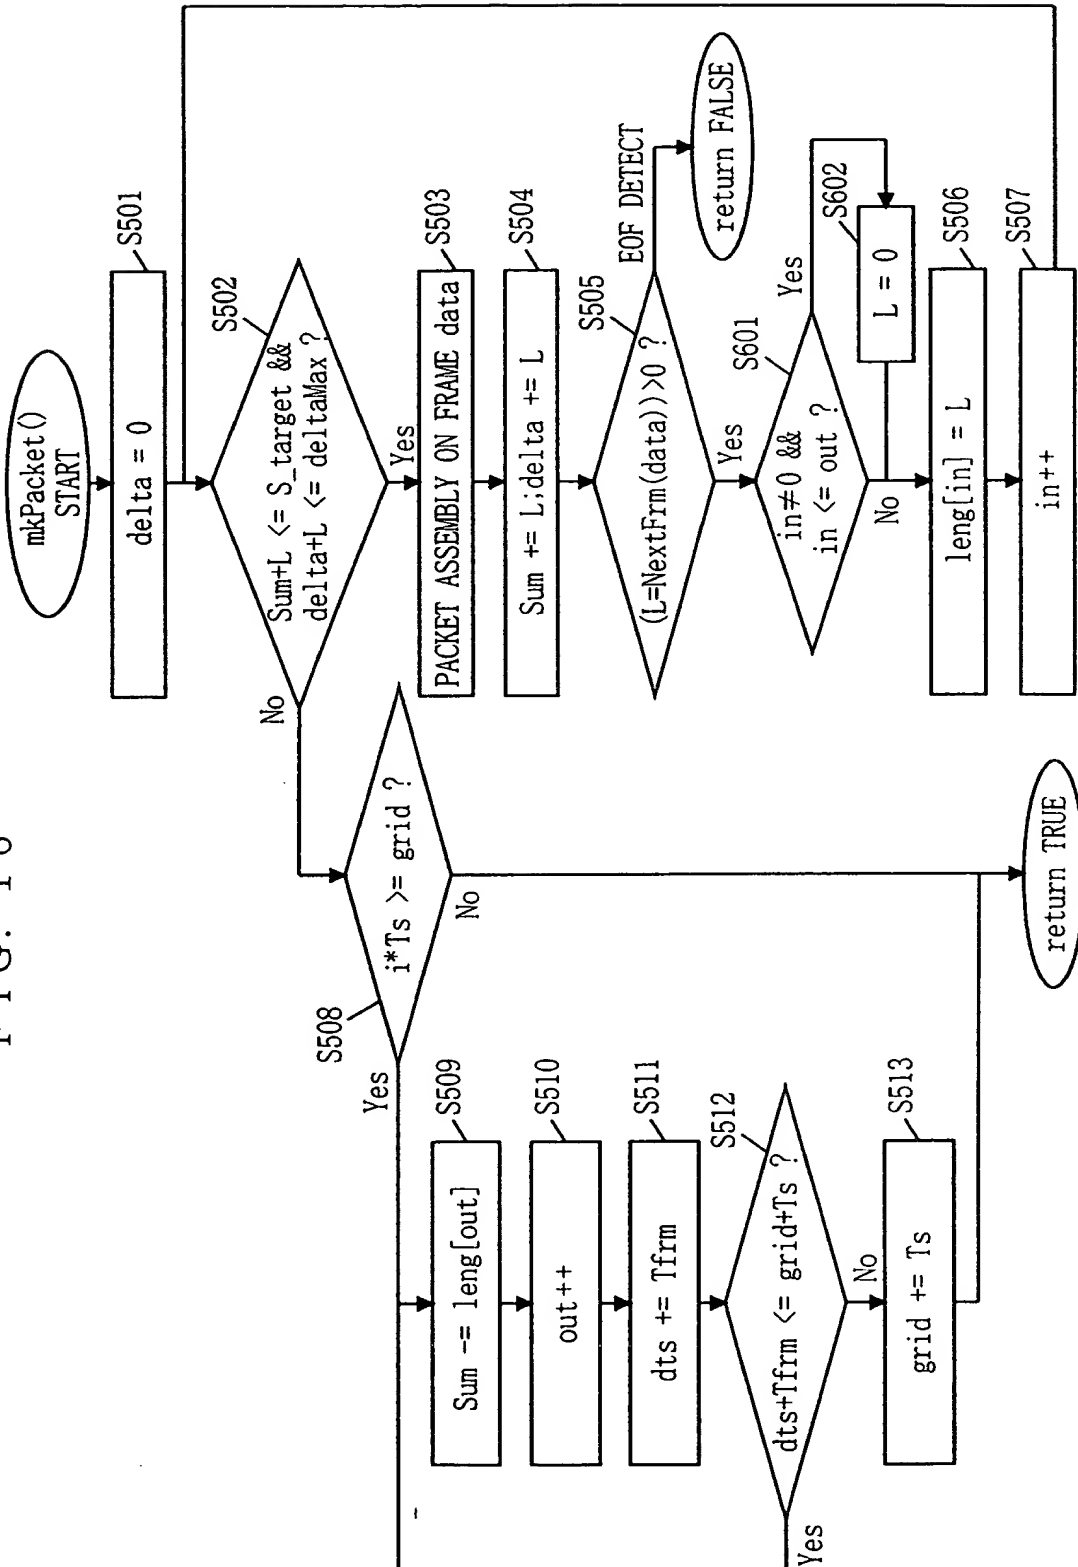 FIG. 16
mkPacket()
START
delta = 0
S501
S502
Sum+L <= S_target &&
delta+L <= deltaMax ?
No
Yes
PACKET ASSEMBLY ON FRAME data
S503
Sum += L;delta += L
S504
(L=NextFrm(data))>0 ?
S505
EOF DETECT
return FALSE
Yes
in≠0 &&
in <= out ?
S601
Yes
No
L = 0
S602
leng[in] = L
S506
in++
S507
i*Ts >= grid ?
S508
Yes
No
Sum -= leng[out]
S509
out++
S510
dts += Tfrm
S511
dts+Tfrm <= grid+Ts ?
S512
Yes
No
grid += Ts
S513
return TRUE